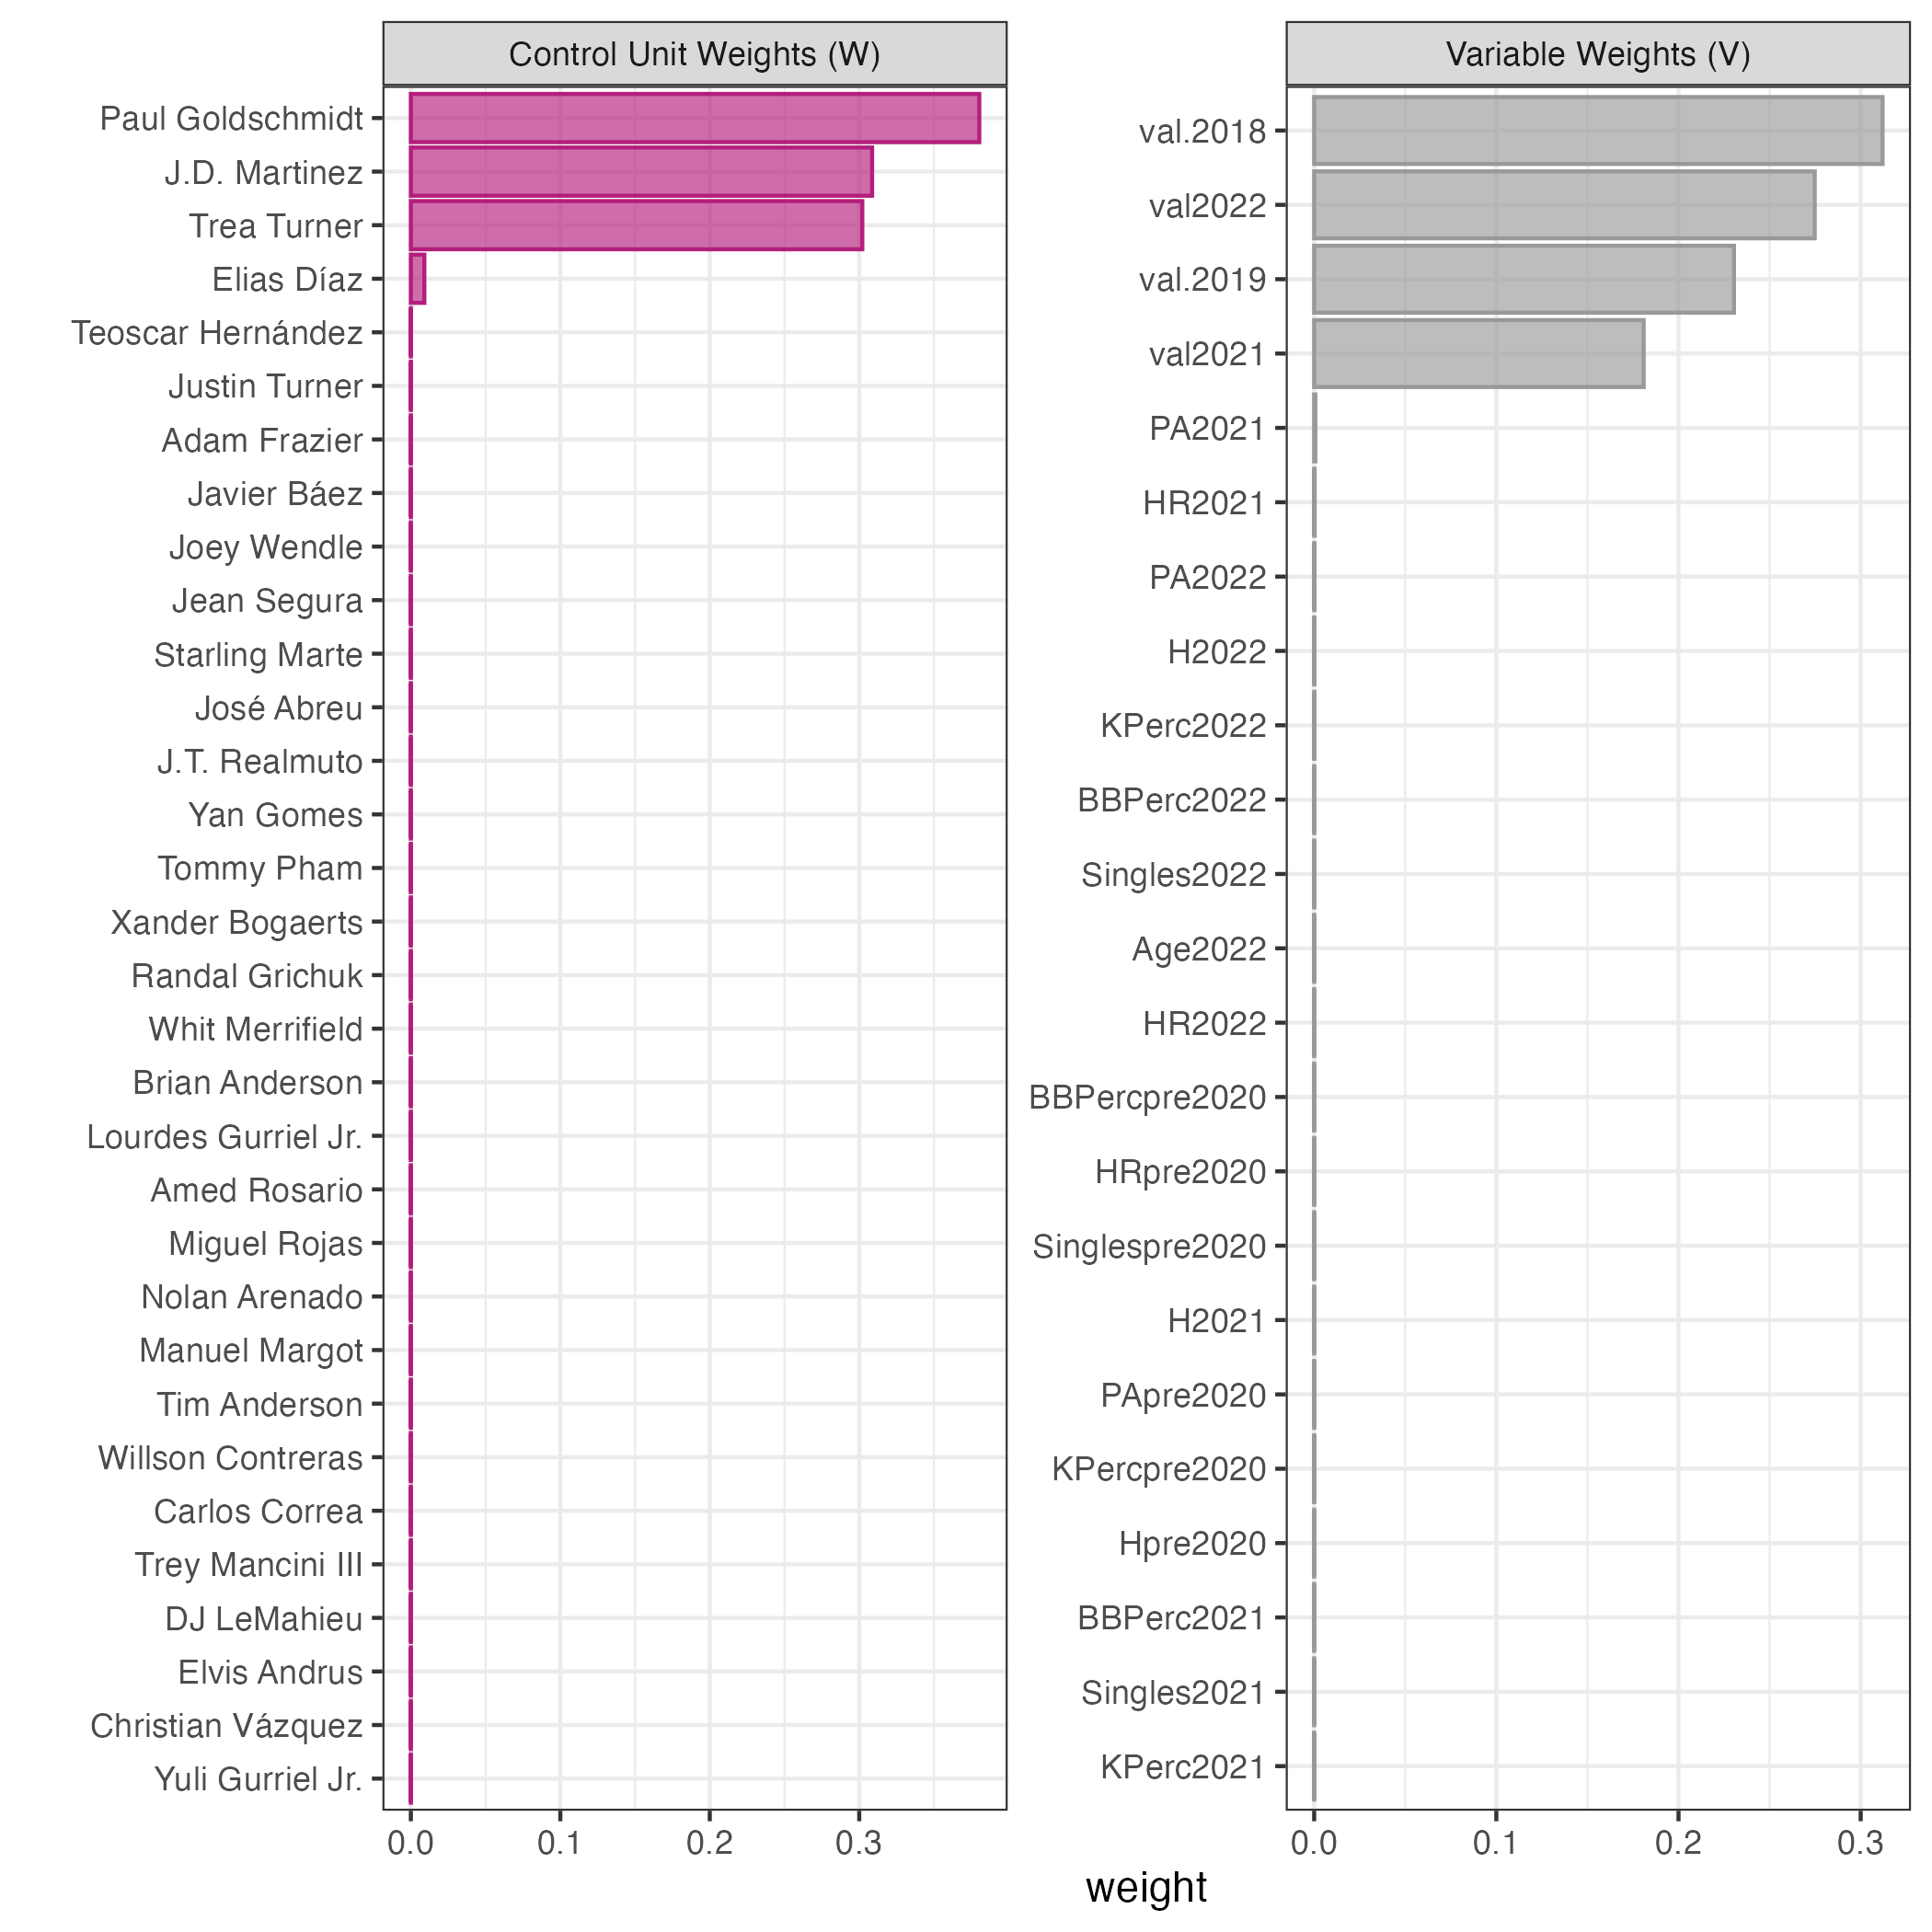 Control Unit Weights (W)
Paul Goldschmidt
J.D. Martinez
Trea Turner
Elias Díaz
Teoscar Hernández
Justin Turner
Adam Frazier
Javier Báez
Joey Wendle
Jean Segura
Starling Marte
José Abreu
J.T. Realmuto
Yan Gomes
Tommy Pham
Xander Bogaerts
Randal Grichuk
Whit Merrifield
Brian Anderson
Lourdes Gurriel Jr.
Amed Rosario
Miguel Rojas
Nolan Arenado
Manuel Margot
Tim Anderson
Willson Contreras
Carlos Correa
Trey Mancini III
DJ LeMahieu
Elvis Andrus
Christian Vázquez
Yuli Gurriel Jr.
0.0 0.1 0.2 0.3
Variable Weights (V)
val.2018
val2022
val.2019
val2021
PA2021
HR2021
PA2022
H2022
KPerc2022
BBPerc2022
Singles2022
Age2022
HR2022
BBPercpre2020
HRpre2020
Singlespre2020
H2021
PApre2020
KPercpre2020
Hpre2020
BBPerc2021
Singles2021
KPerc2021
0.0 0.1 0.2 0.3
weight